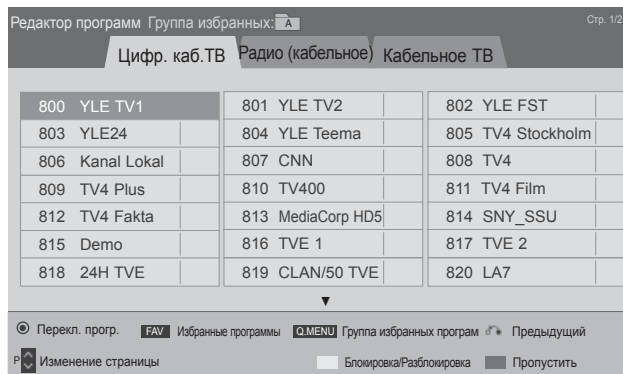 Редактор программ Группа избранных: A Стр. 1/2
Цифр. каб.ТВ Радио (кабельное) Кабельное ТВ
800 YLE TV1 801 YLE TV2 802 YLE FST
803 YLE24 804 YLE Teema 805 TV4 Stockholm
806 Kanal Lokal 807 CNN 808 TV4
809 TV4 Plus 810 TV400 811 TV4 Film
812 TV4 Fakta 813 MediaCorp HD5 814 SNY_SSU
815 Demo 816 TVE 1 817 TVE 2
818 24H TVE 819 CLAN/50 TVE 820 LA7
▼
Перекл. прогр. FAV Избранные программы Q.MENU Группа избранных програм Предыдущий
P Изменение страницы Блокировка/Разблокировка Пропустить